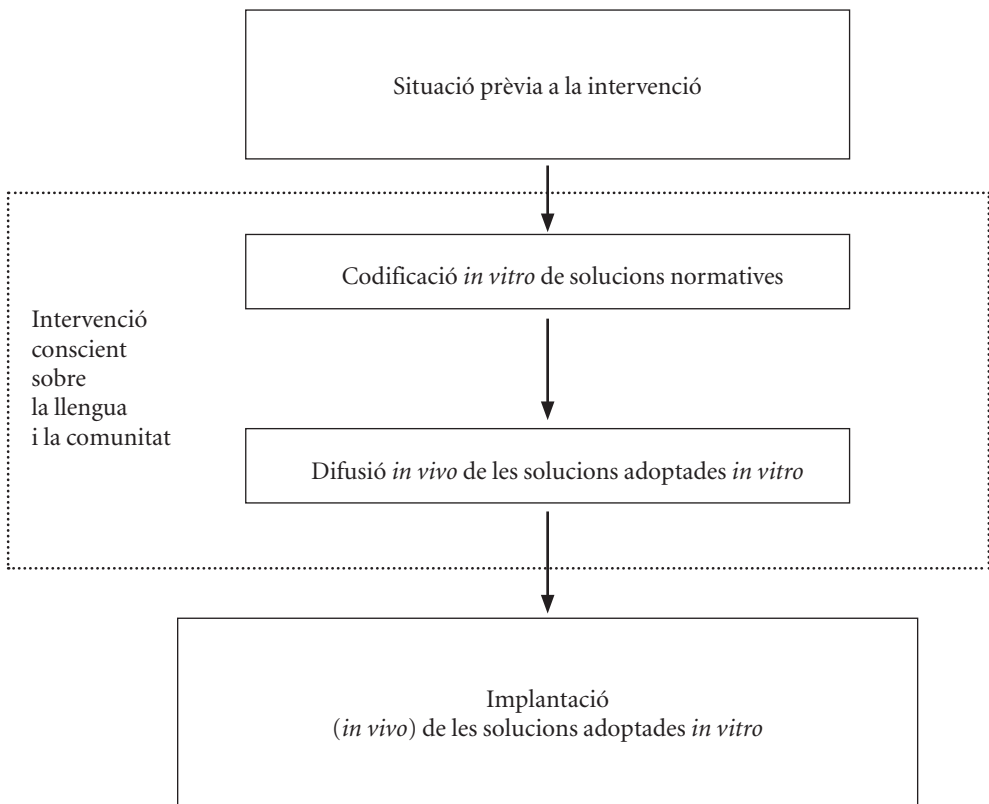 Situació prèvia a la intervenció
Codificació in vitro de solucions normatives
Intervenció
conscient
sobre
la llengua
i la comunitat
Difusió in vivo de les solucions adoptades in vitro
Implantació
(in vivo) de les solucions adoptades in vitro